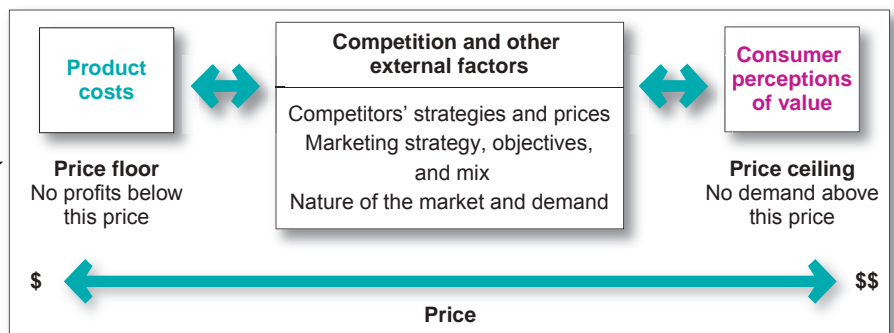 Product
costs
Price floor
No profits below
this price
Competition and other
external factors
Competitors’ strategies and prices
Marketing strategy, objectives,
and mix
Nature of the market and demand
Consumer
perceptions
of value
Price ceiling
No demand above
this price
$
$$
Price